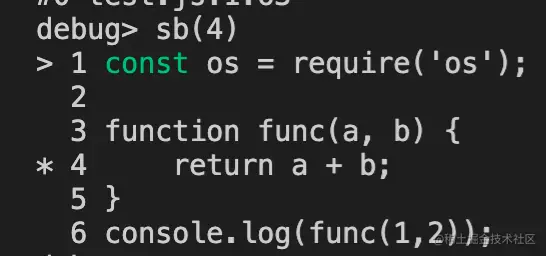 debug> sb(4)
> 1 const os = require('os');
  2
  3 function func(a, b) {
* 4     return a + b;
  5 }
  6 console.log(func(1,2));
@稀土掘金技术社区